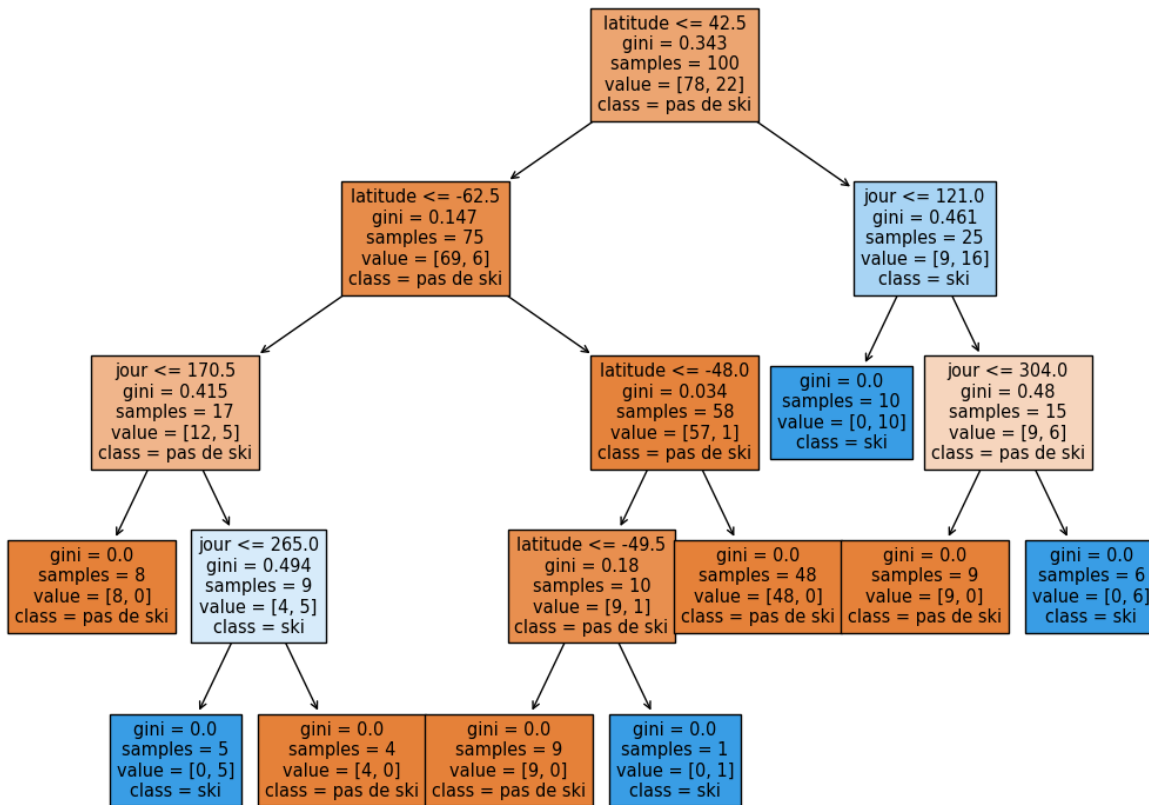 latitude <= 42.5
gini = 0.343
samples = 100
value = [78, 22]
class = pas de ski
latitude <= -62.5
gini = 0.147
samples = 75
value = [69, 6]
class = pas de ski
jour <= 121.0
gini = 0.461
samples = 25
value = [9, 16]
class = ski
jour <= 170.5
gini = 0.415
samples = 17
value = [12, 5]
class = pas de ski
latitude <= -48.0
gini = 0.034
samples = 58
value = [57, 1]
class = pas de ski
gini = 0.0
samples = 10
value = [0, 10]
class = ski
jour <= 304.0
gini = 0.48
samples = 15
value = [9, 6]
class = pas de ski
gini = 0.0
samples = 8
value = [8, 0]
class = pas de ski
jour <= 265.0
gini = 0.494
samples = 9
value = [4, 5]
class = ski
latitude <= -49.5
gini = 0.18
samples = 10
value = [9, 1]
class = pas de ski
gini = 0.0
samples = 48
value = [48, 0]
class = pas de ski
gini = 0.0
samples = 9
value = [9, 0]
class = pas de ski
gini = 0.0
samples = 6
value = [0, 6]
class = ski
gini = 0.0
samples = 5
value = [0, 5]
class = ski
gini = 0.0
samples = 4
value = [4, 0]
class = pas de ski
gini = 0.0
samples = 9
value = [9, 0]
class = pas de ski
gini = 0.0
samples = 1
value = [0, 1]
class = ski